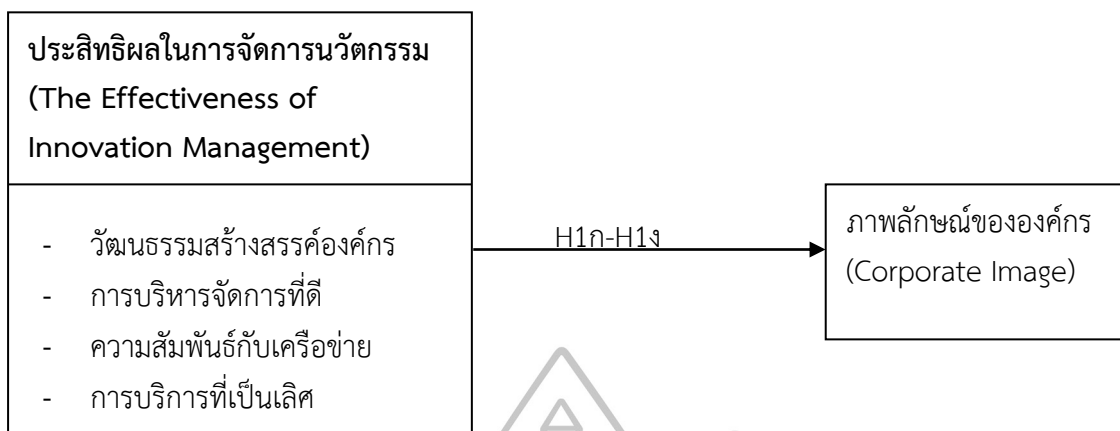 ประสิทธิผลในการจัดการนวัตกรรม
(The Effectiveness of
Innovation Management)
- วัฒนธรรมสร้างสรรค์องค์กร
- การบริหารจัดการที่ดี
- ความสัมพันธ์กับเครือข่าย
- การบริการที่เป็นเลิศ
H1ก-H1ง
ภาพลักษณ์ขององค์กร
(Corporate Image)